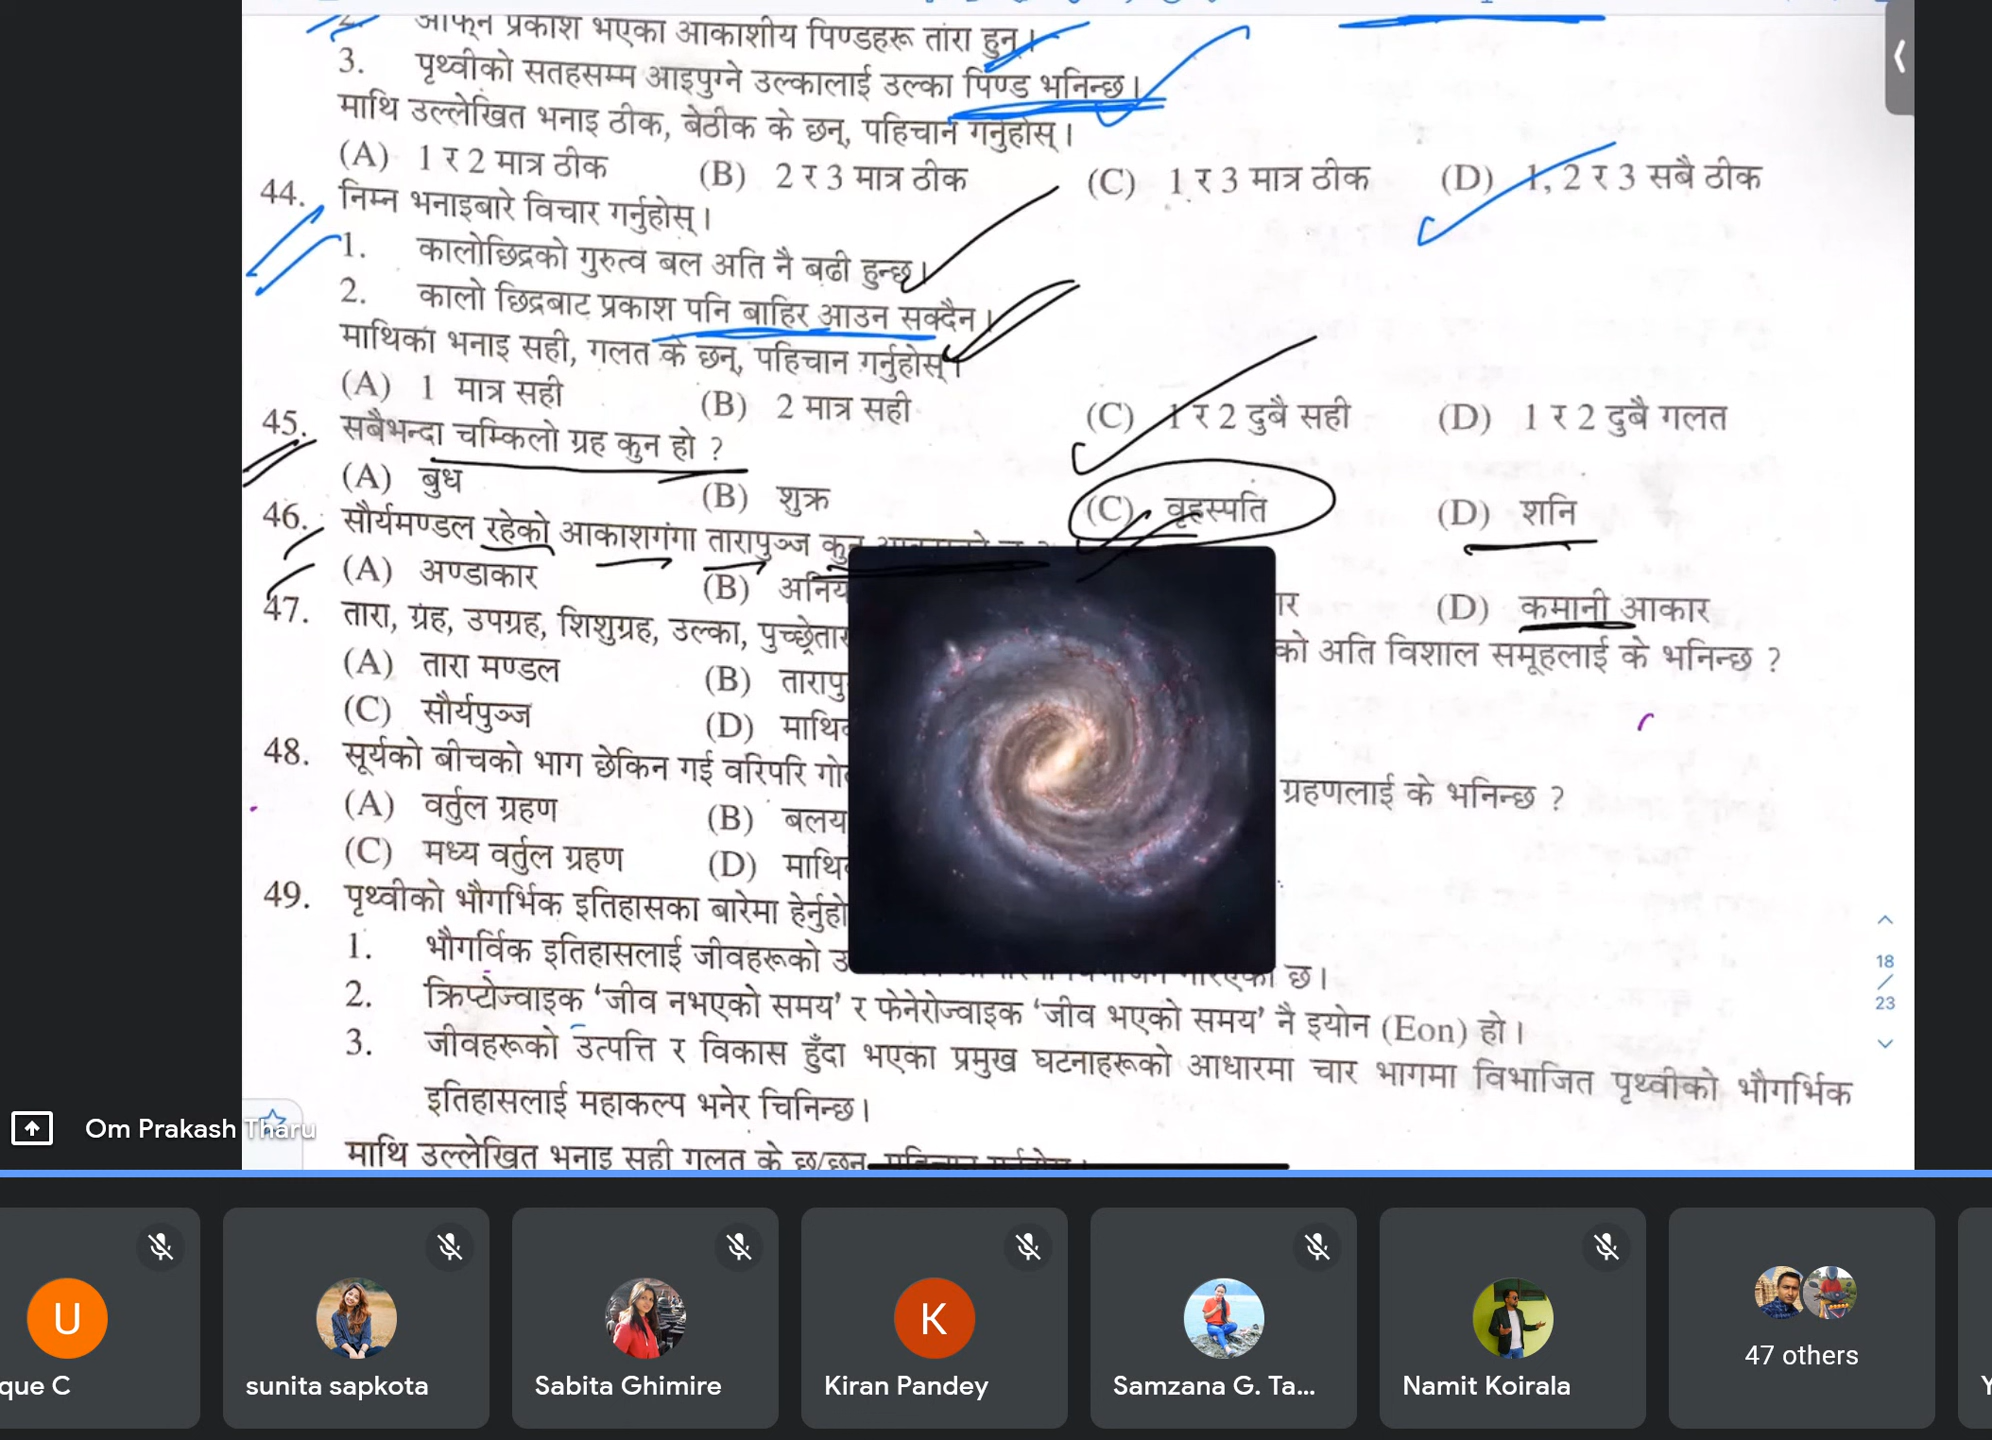 आफ्नै प्रकाश भएका आकाशीय पिण्डहरू तारा हुन्।
3. पृथ्वीको सतहसम्म आइपुग्ने उल्कालाई उल्का पिण्ड भनिन्छ।
माथि उल्लेखित भनाइ ठीक, बेठीक के छन्, पहिचान गर्नुहोस्।
(A) 1 र 2 मात्र ठीक (B) 2 र 3 मात्र ठीक (C) 1 र 3 मात्र ठीक (D) 1, 2 र 3 सबै ठीक
44. निम्न भनाइबारे विचार गर्नुहोस्।
1. कालोछिद्रको गुरुत्व बल अति नै बढी हुन्छ।
2. कालो छिद्रबाट प्रकाश पनि बाहिर आउन सक्दैन।
माथिका भनाइ सही, गलत के छन्, पहिचान गर्नुहोस्।
(A) 1 मात्र सही (B) 2 मात्र सही (C) 1 र 2 दुबै सही (D) 1 र 2 दुबै गलत
45. सबैभन्दा चम्किलो ग्रह कुन हो ?
(A) बुध (B) शुक्र (C) वृहस्पति (D) शनि
46. सौर्यमण्डल रहेको आकाशगंगा तारापुञ्ज कुन
(A) अण्डाकार (B) (D) कमानी आकार
47. तारा, ग्रह, उपग्रह, शिशुग्रह, उल्का, को अति विशाल समूहलाई के भनिन्छ ?
(A) तारा मण्डल (B)
(C) सौर्यपुञ्ज (D)
48. सूर्यको बीचको भाग छेकिन गई वरिपरि ग्रहणलाई के भनिन्छ ?
(A) वर्तुल ग्रहण (B)
(C) मध्य वर्तुल ग्रहण (D)
49. पृथ्वीको भौगर्भिक इतिहासका बारेमा
1. भौगर्विक इतिहासलाई जीवहरूको छ।
2. क्रिप्टोज्वाइक ‘जीव नभएको समय’ र फेनेरोज्वाइक ‘जीव भएको समय’ नै इयोन (Eon) हो।
3. जीवहरूको उत्पत्ति र विकास हुँदा भएका प्रमुख घटनाहरूको आधारमा चार भागमा विभाजित पृथ्वीको भौगर्भिक
इतिहासलाई महाकल्प भनेर चिनिन्छ।
माथि उल्लेखित भनाइ सही गलत के छ/छन्
18
/
23
Om Prakash Tharu
U K
que C sunita sapkota Sabita Ghimire Kiran Pandey Samzana G. Ta... Namit Koirala 47 others